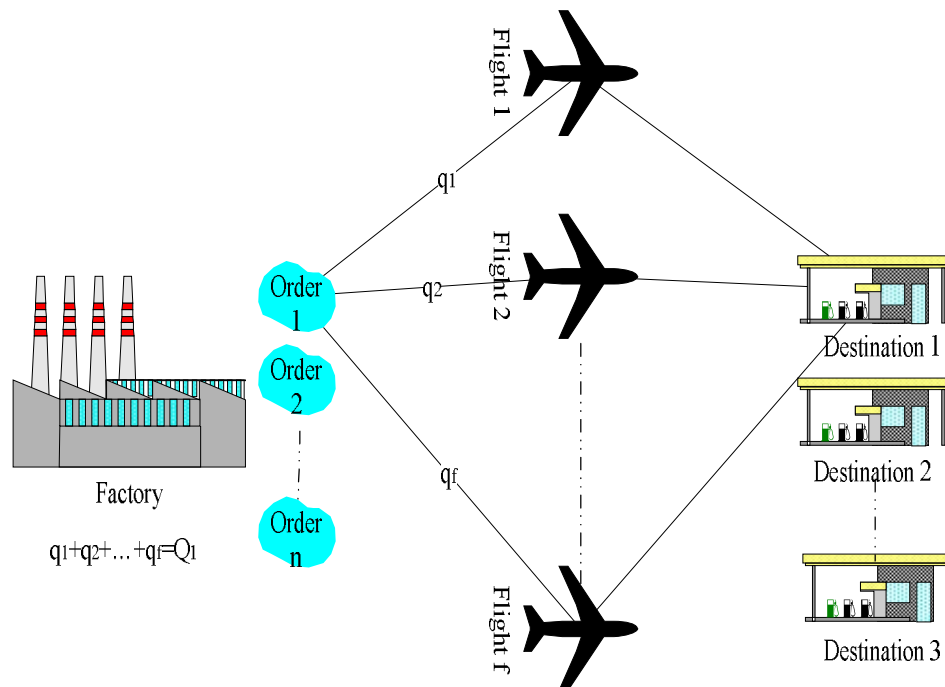 Flight 1
q1
Order
1
q2
Flight 2
Destination 1
Order
2
Factory
qf
Destination 2
q1+q2+...+qf=Q1
Order
n
Flight f
Destination 3